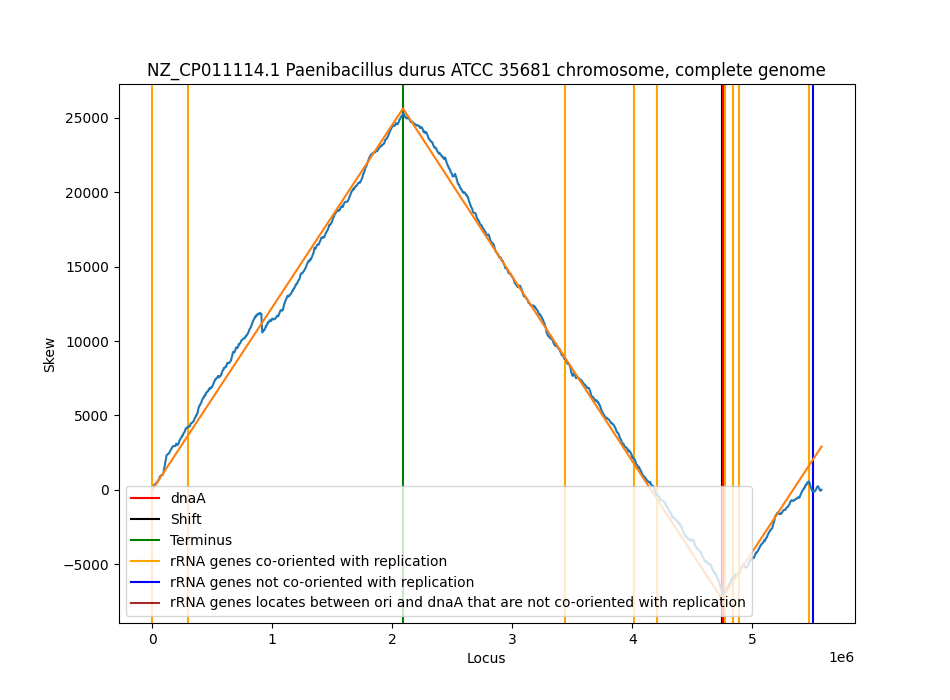 NZ_CP011114.1 Paenibacillus durus ATCC 35681 chromosome, complete genome
25000
20000
15000
10000
5000
0
−5000
Skew
dnaA
Shift
Terminus
rRNA genes co-oriented with replication
rRNA genes not co-oriented with replication
rRNA genes locates between ori and dnaA that are not co-oriented with replication
0 1 2 3 4 5
1e6
Locus